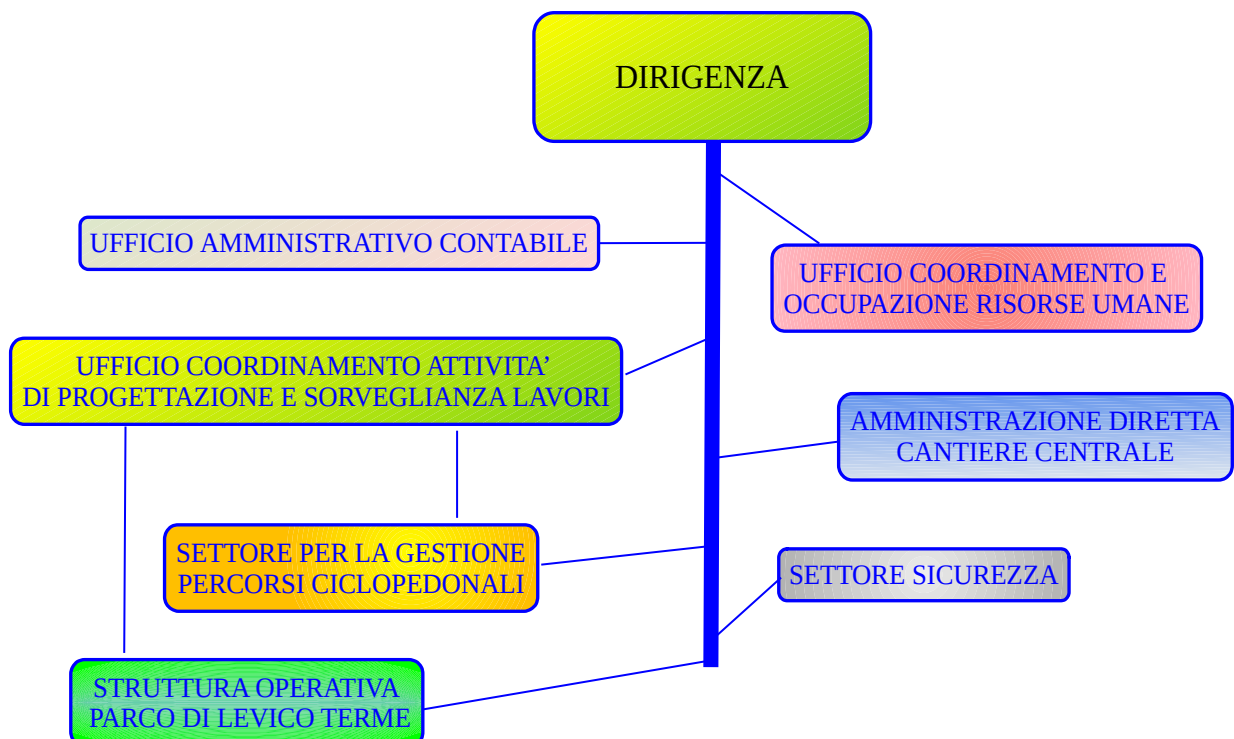 DIRIGENZA
UFFICIO AMMINISTRATIVO CONTABILE
UFFICIO COORDINAMENTO E
OCCUPAZIONE RISORSE UMANE
UFFICIO COORDINAMENTO ATTIVITA’
DI PROGETTAZIONE E SORVEGLIANZA LAVORI
AMMINISTRAZIONE DIRETTA
CANTIERE CENTRALE
SETTORE PER LA GESTIONE
PERCORSI CICLOPEDONALI
SETTORE SICUREZZA
STRUTTURA OPERATIVA
PARCO DI LEVICO TERME